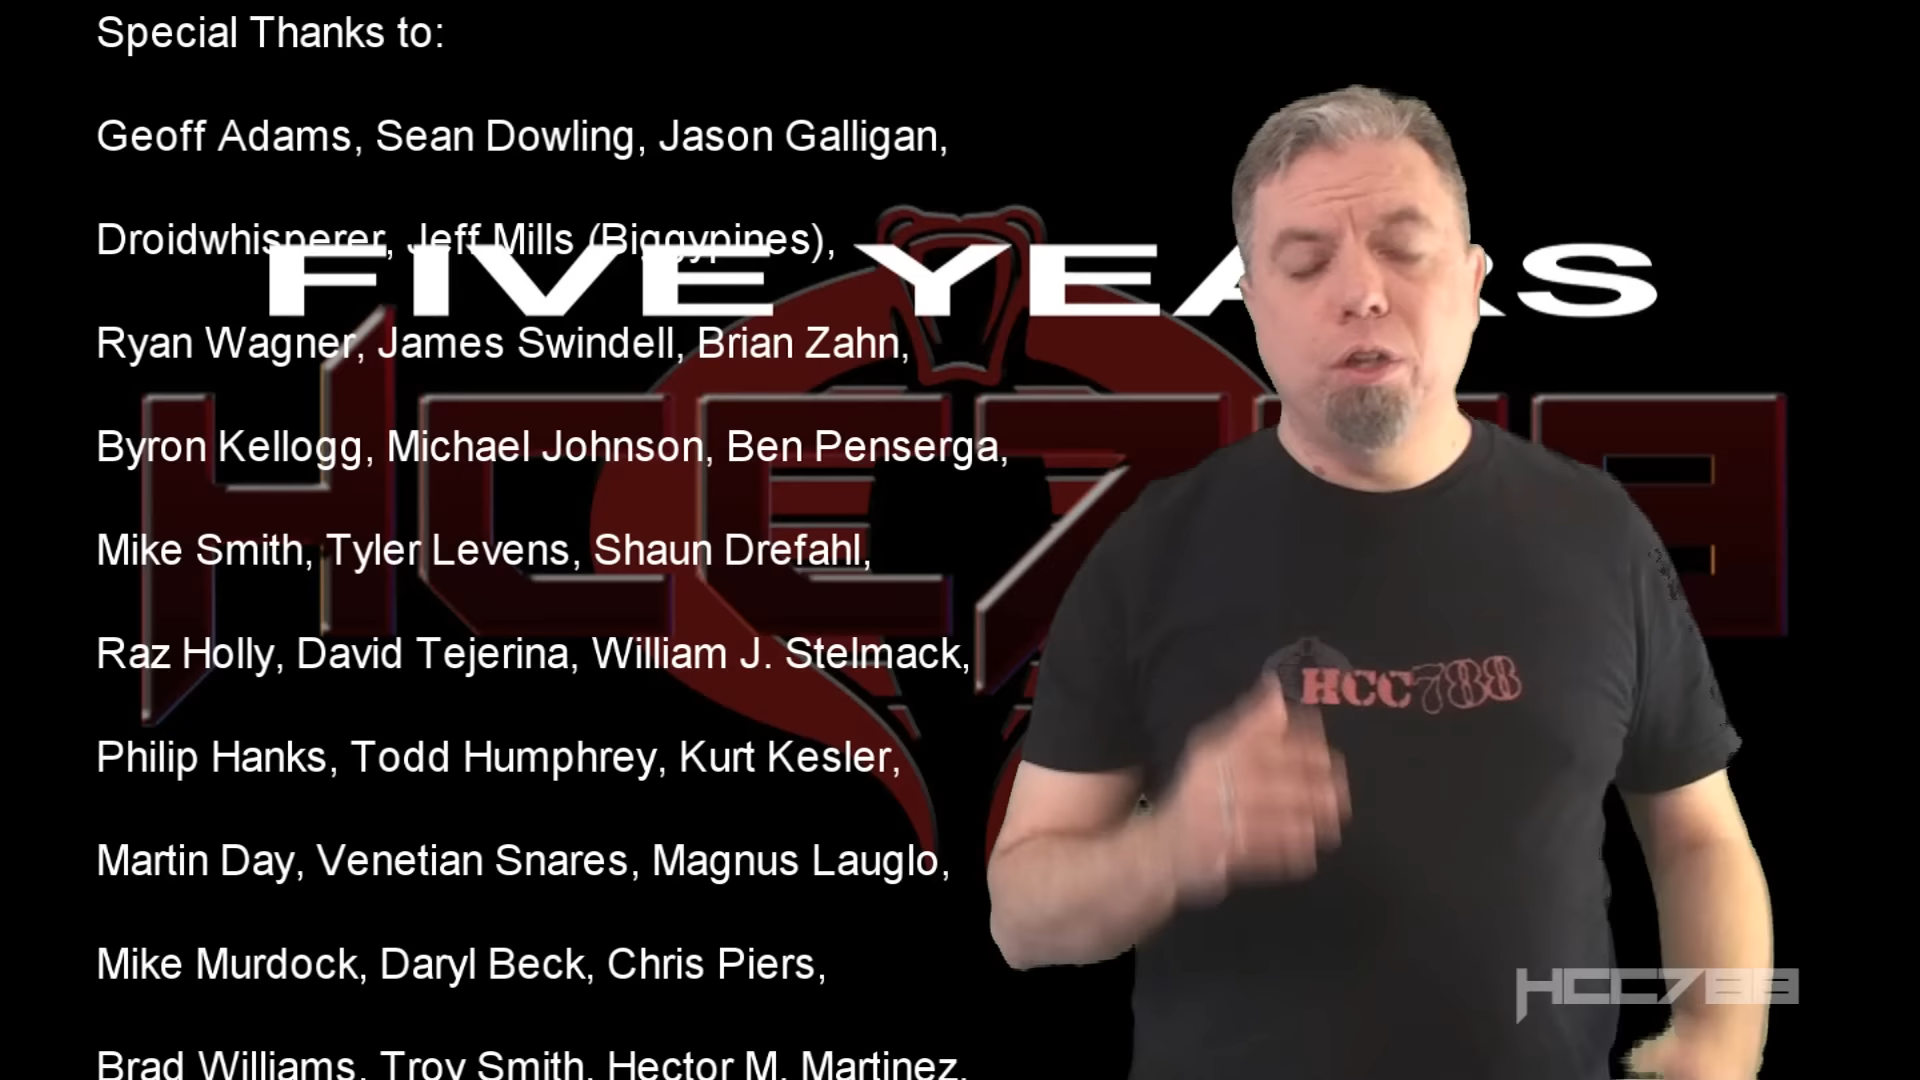 Special Thanks to:
Geoff Adams, Sean Dowling, Jason Galligan,
Droidwhisperer, Jeff Mills (Biggypines),
FIVE YEARS
Ryan Wagner, James Swindell, Brian Zahn,
HCC788
Byron Kellogg, Michael Johnson, Ben Penserga,
Mike Smith, Tyler Levens, Shaun Drefahl,
Raz Holly, David Tejerina, William J. Stelmack,
HCC788
Philip Hanks, Todd Humphrey, Kurt Kesler,
Martin Day, Venetian Snares, Magnus Lauglo,
Mike Murdock, Daryl Beck, Chris Piers,
HCC788
Brad Williams, Troy Smith, Hector M. Martinez,